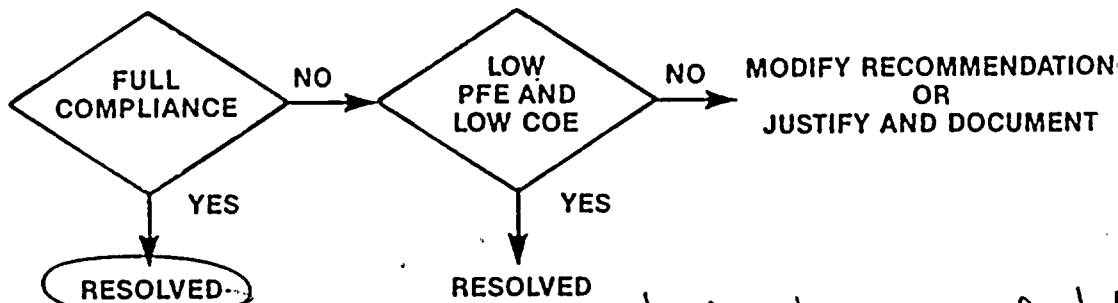 FULL
COMPLIANCE
NO
LOW
PFE AND
LOW COE
NO
MODIFY RECOMMENDATION
OR
JUSTIFY AND DOCUMENT
YES
YES
RESOLVED
RESOLVED